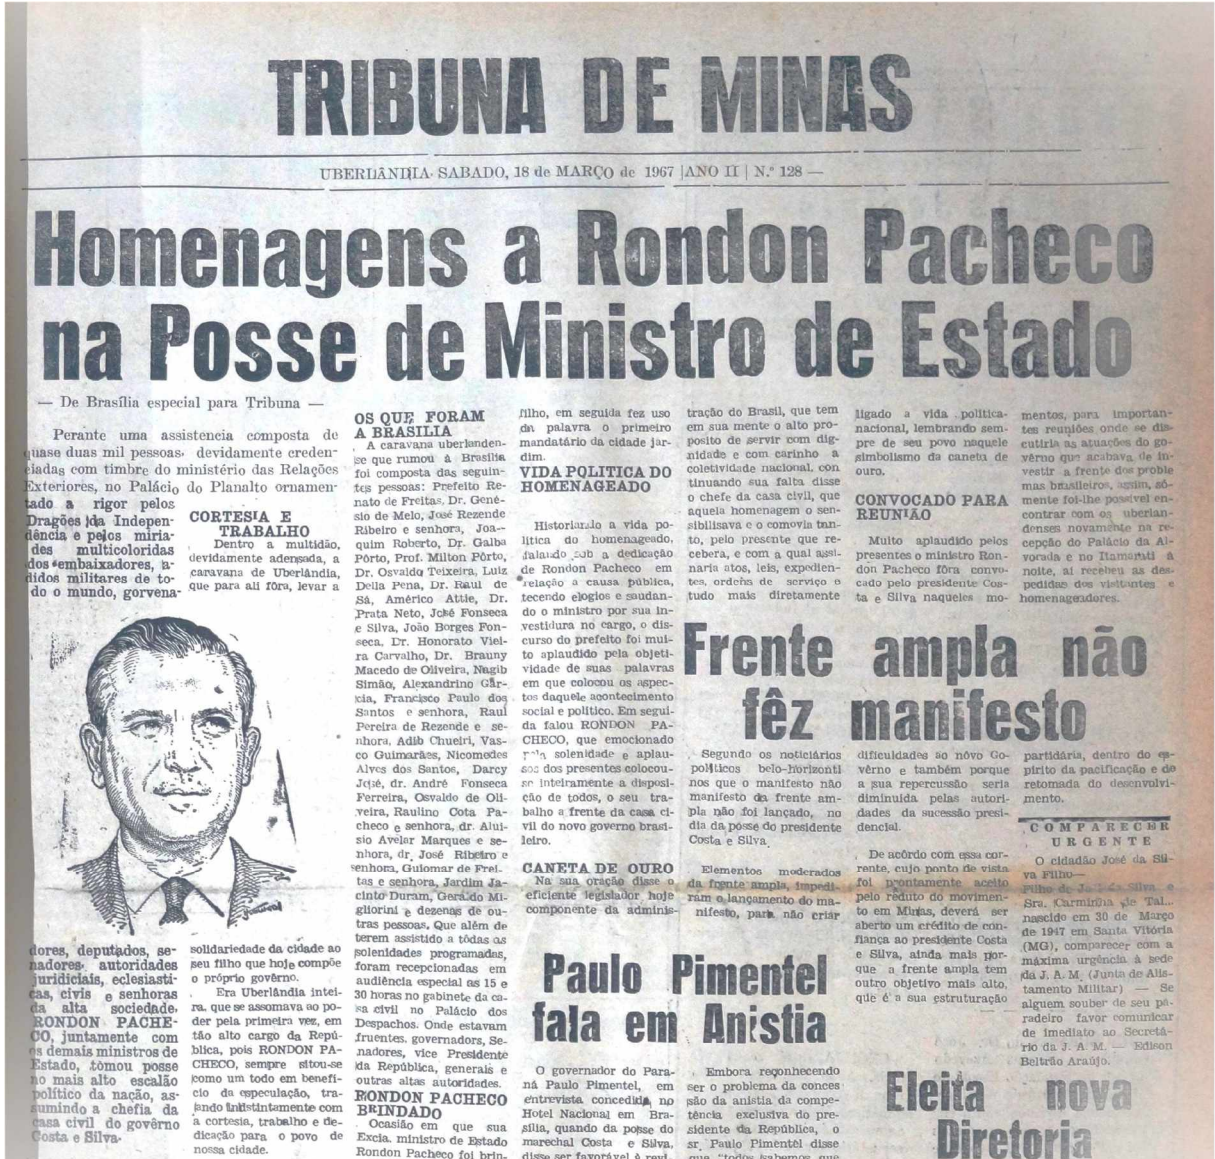 TRIBUNA DE MINAS
UBERLÂNDIA- SABADO, 18 de MARÇO de 1967 | ANO II | N.º 128 —
Homenagens a Rondon Pacheco
na Posse de Ministro de Estado
— De Brasília especial para Tribuna —
Perante uma assistencia composta de
quase duas mil pessoas devidamente creden-
ciadas com timbre do ministério das Relações
Exteriores, no Palácio do Planalto ornamen-
tado a rigor pelos
Dragões da Indepen-
dência e pelos miria-
des multicoloridas
dos embaixadores, a-
didos militares de to-
do o mundo, gorvena-
dores, deputados, se-
nadores, autoridades
juridiciais, eclesiasti-
cas, civis e senhoras
da alta sociedade,
RONDON PACHE-
CO, juntamente com
os demais ministros de
Estado, tômou posse
no mais alto escalão
político da nação, as-
sumindo a chefia da
casa civil do govêrno
Costa e Silva.
CORTESIA E
TRABALHO
Dentro a multidão,
devidamente adensada, a
caravana de Uberlândia,
que para ali fôra, levar a
solidariedade da cidade ao
seu filho que hoje compõe
o próprio govêrno.
Era Uberlândia intei-
ra, que se assomava ao po-
der pela primeira vez, em
tão alto cargo da Repú-
blica, pois RONDON PA-
CHECO, sempre sitou-se
como um todo em benefi-
cio da especulação, tra-
jando indistintamente com
a cortesia, trabalho e de-
dicação para o povo de
nossa cidade.
OS QUE FORAM
A BRASILIA
A caravana uberlanden-
se que rumou à Brasília
foi composta das seguin-
tes pessoas: Prefeito Re-
nato de Freitas, Dr. Gené-
sio de Melo, José Rezende
Ribeiro e senhora, Joa-
quim Roberto, Dr. Galba
Pôrto, Prof. Milton Pôrto,
Dr. Osvaldo Teixeira, Luiz
Della Pena, Dr. Raul de
Sá, Américo Attie, Dr.
Prata Neto, José Fonseca
e Silva, João Borges Fon-
seca, Dr. Honorato Viei-
ra Carvalho, Dr. Brauny
Macedo de Oliveira, Nagib
Simão, Alexandrino Gar-
cia, Francisco Paulo dos
Santos e senhora, Raul
Pereira de Rezende e se-
nhora, Adib Chueiri, Vas-
co Guimarães, Nicomedes
Alves dos Santos, Darcy
José, dr. André Fonseca
Ferreira, Osvaldo de Oli-
veira, Raulino Cota Pa-
checo e senhora, dr. Alui-
sio Avelar Marques e se-
nhora, dr. José Ribeiro e
senhora, Guiomar de Frei-
tas e senhora, Jardim Ja-
cinto Duram, Geraldo Mi-
gliorini e dezenas de ou-
tras pessoas. Que além de
terem assistido a tôdas as
solenidades programadas,
foram recepcionadas em
audiência especial as 15 e
30 horas no gabinete da ca-
sa civil no Palácio dos
Despachos. Onde estavam
fruentes, governadors, Se-
nadores, vice Presidente
da República, generais e
outras altas autoridades.
RONDON PACHECO
BRINDADO
Ocasião em que sua
Excia. ministro de Estado
Rondon Pacheco foi brin-
filho, em seguida fez uso
da palavra o primeiro
mandatário da cidade jar-
dim.
VIDA POLITICA DO
HOMENAGEADO
Historiando a vida po-
lítica do homenageado,
falando sob a dedicação
de Rondon Pacheco em
relação a causa pública,
tecendo elogios e saudan-
do o ministro por sua in-
vestidura no cargo, o dis-
curso do prefeito foi mui-
to aplaudido pela objeti-
vidade de suas palavras
em que colocou os aspec-
tos daquele acontecimento
social e politico. Em segui-
da falou RONDON PA-
CHECO, que emocionado
pela solenidade e aplau-
sos dos presentes colocou-
se inteiramente a disposi-
ção de todos, o seu tra-
balho a frente da casa ci-
vil do novo governo brasi-
leiro.
CANETA DE OURO
Na sua oração disse o
eficiente legislador hoje
componente da adminis-
tração do Brasil, que tem
em sua mente o alto pro-
posito de servir com dig-
nidade e com carinho a
coletividade nacional, con
tinuando sua falta disse
o chefe da casa civil, que
aquela homenagem o sen-
sibilisava e o comovia tan-
to, pelo presente que re-
cebera, e com a qual assi-
naria atos, leis, expedien-
tes, ordens de serviço e
tudo mais diretamente
ligado a vida politica-
nacional, lembrando sem-
pre de seu povo naquele
simbolismo da caneta de
ouro.
CONVOCADO PARA
REUNIÃO
Muito aplaudido pelos
presentes o ministro Ron-
don Pacheco fôra convo-
cado pelo presidente Cos-
ta e Silva naqueles mo-
mentos, para importan-
tes reuniões onde se dis-
cutiria as atuações do go-
vêrno que acabava de in-
vestir a frente dos proble
mas brasileiros, assim, sò-
mente foi-lhe possivel en-
contrar com os uberlan-
denses novamente na re-
cepção do Palácio da Al-
vorada e no Itamarati à
noite, aí recebeu as des-
pedidas dos visitantes e
homenageadores.
Frente ampla não
fêz manifesto
Segundo os noticiários
políticos belo-horizonti
nos que o manifesto não
manifesto da frente am-
pla não foi lançado, no
dia da posse do presidente
Costa e Silva.
Elementos moderados
da frente ampla, impedi-
ram o lançamento do ma-
nifesto, para não criar
dificuldades ao nôvo Go-
vêrno e também porque
a sua repercussão seria
diminuida pelas autori-
dades da sucessão presi-
dencial.
De acôrdo com essa cor-
rente, cujo ponto de vista
foi prontamente aceito
pelo reduto do movimen-
to em Minas, deverá ser
aberto um crédito de con-
fiança ao presidente Costa
e Silva, ainda mais por-
que a frente ampla tem
outro objetivo mais alto,
que é a sua estruturação
partidária, dentro do es-
pirito da pacificação e de
retomada do desenvolvi-
mento.
COMPARECER
URGENTE
O cidadão José da Sil-
va Filho—
Filho de José da Silva e
Sra. Carminha de Tal...
nascido em 30 de Março
de 1947 em Santa Vitória
(MG), comparecer com a
máxima urgência à sede
da J. A. M. (Junta de Alis-
tamento Militar) — Se
alguem souber de seu pa-
radeiro favor comunicar
de imediato ao Secretá-
rio da J. A. M. — Edison
Beltrão Araújo.
Paulo Pimentel
fala em Anistia
O governador do Para-
ná Paulo Pimentel, em
entrevista concedida, no
Hotel Nacional em Bra-
silia, quando da posse do
marechal Costa e Silva,
disse ser favorável à revi-
Embora reconhecendo
ser o problema da conces
são da anistia da compe-
tência exclusiva do pre-
sidente da República, o
sr. Paulo Pimentel disse
que "todos sabemos que
Eleita nova
Diretoria